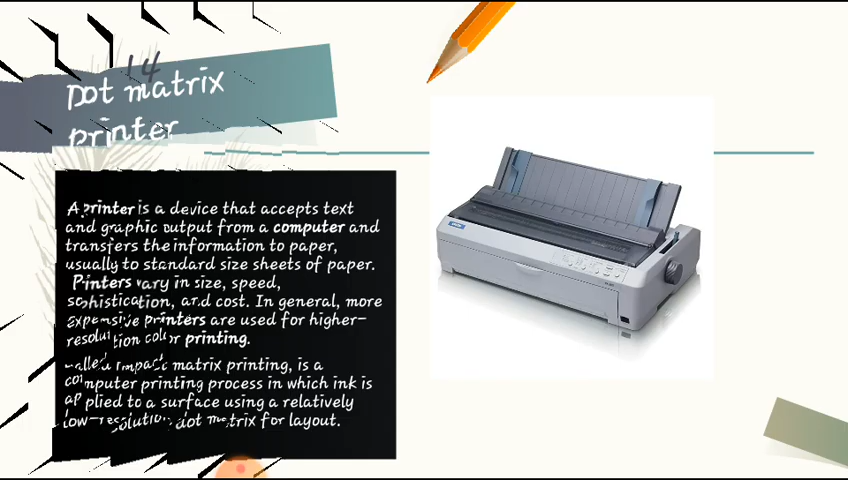 14
Dot matrix
printer
A printer is a device that accepts text
and graphic output from a computer and
transfers the information to paper,
usually to standard size sheets of paper.
Printers vary in size, speed,
sophistication, and cost. In general, more
expensive printers are used for higher-
resolution color printing.
called impact matrix printing, is a
computer printing process in which ink is
applied to a surface using a relatively
low-resolution dot matrix for layout.